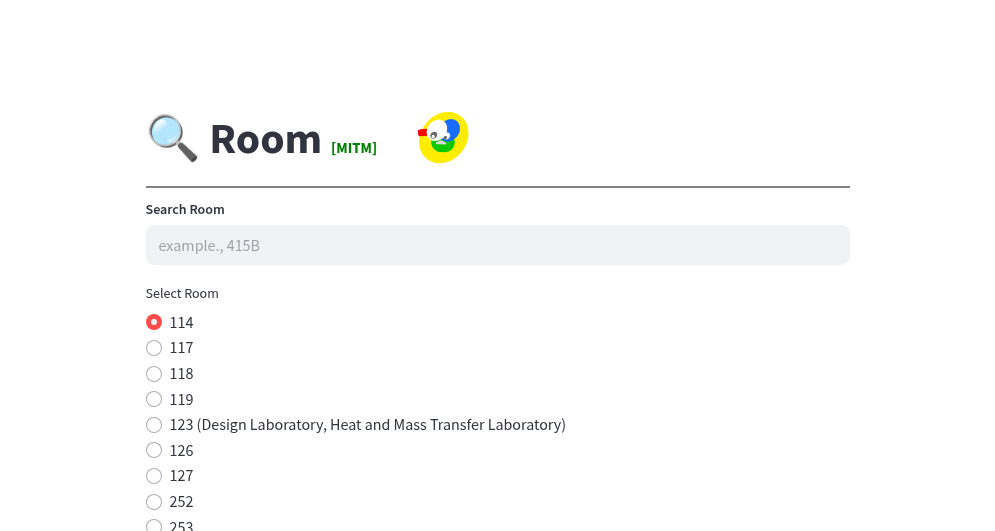 Room [MITM]
Search Room
example., 415B
Select Room
114
117
118
119
123 (Design Laboratory, Heat and Mass Transfer Laboratory)
126
127
252
253